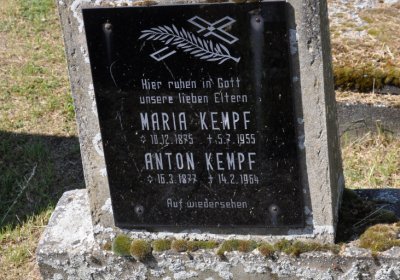 Hier ruhen in Gott
unsere lieben Eltern
MARIA KEMPF
✧ 10.12.1875 ✝ 5.7.1955
ANTON KEMPF
✧ 16.3.1877 ✝ 14.2.1964
Auf wiedersehen